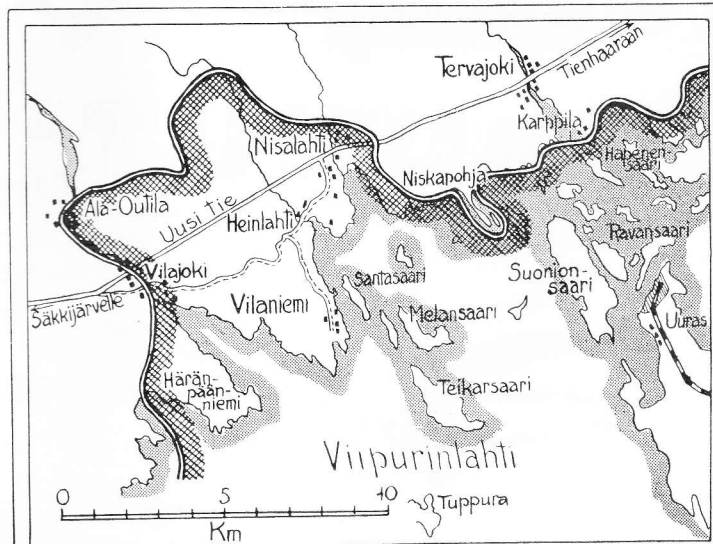 Tervajoki
Tienhaaraan
Karppila
Nisalahti
Niskapohja
Hapenen-
saari
Ala-Outila
Uusi tie
Heinlahti
Ravansaari
Vilajoki
Santasaari
Suonion-
saari
Säkkijärvelle
Vilaniemi
Melansaari
Uuras
Härän-
pään-
niemi
Teikarsaari
Viipurinlahti
0 5 10
Km
Tuppura